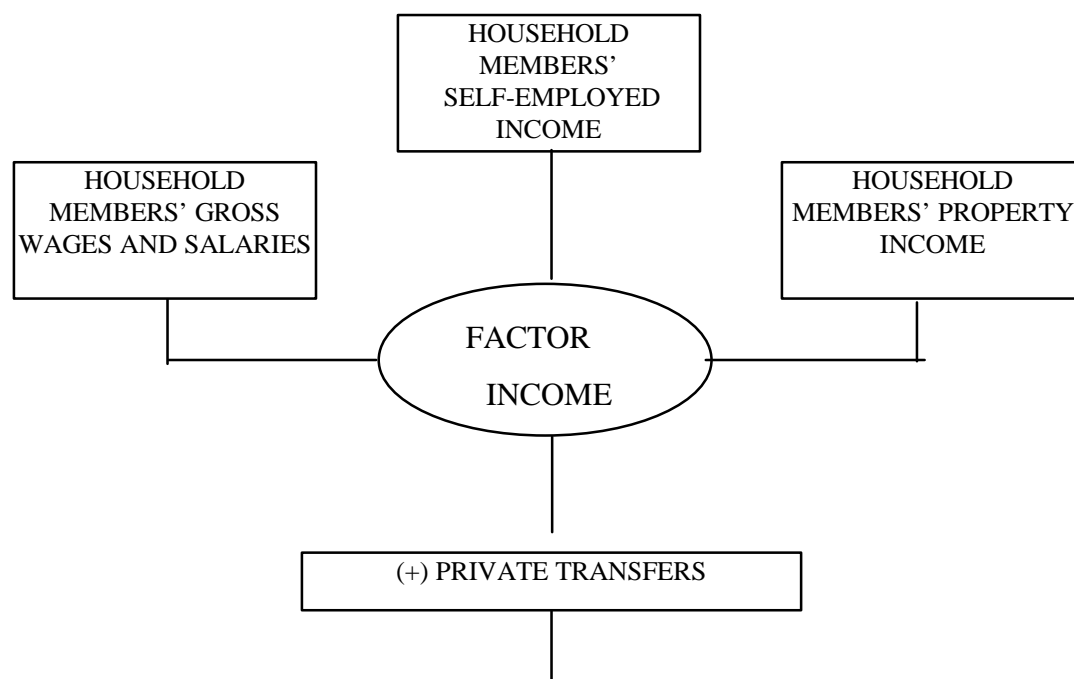 HOUSEHOLD
MEMBERS’
SELF-EMPLOYED
INCOME
HOUSEHOLD
MEMBERS’ GROSS
WAGES AND SALARIES
HOUSEHOLD
MEMBERS’ PROPERTY
INCOME
FACTOR
INCOME
(+) PRIVATE TRANSFERS